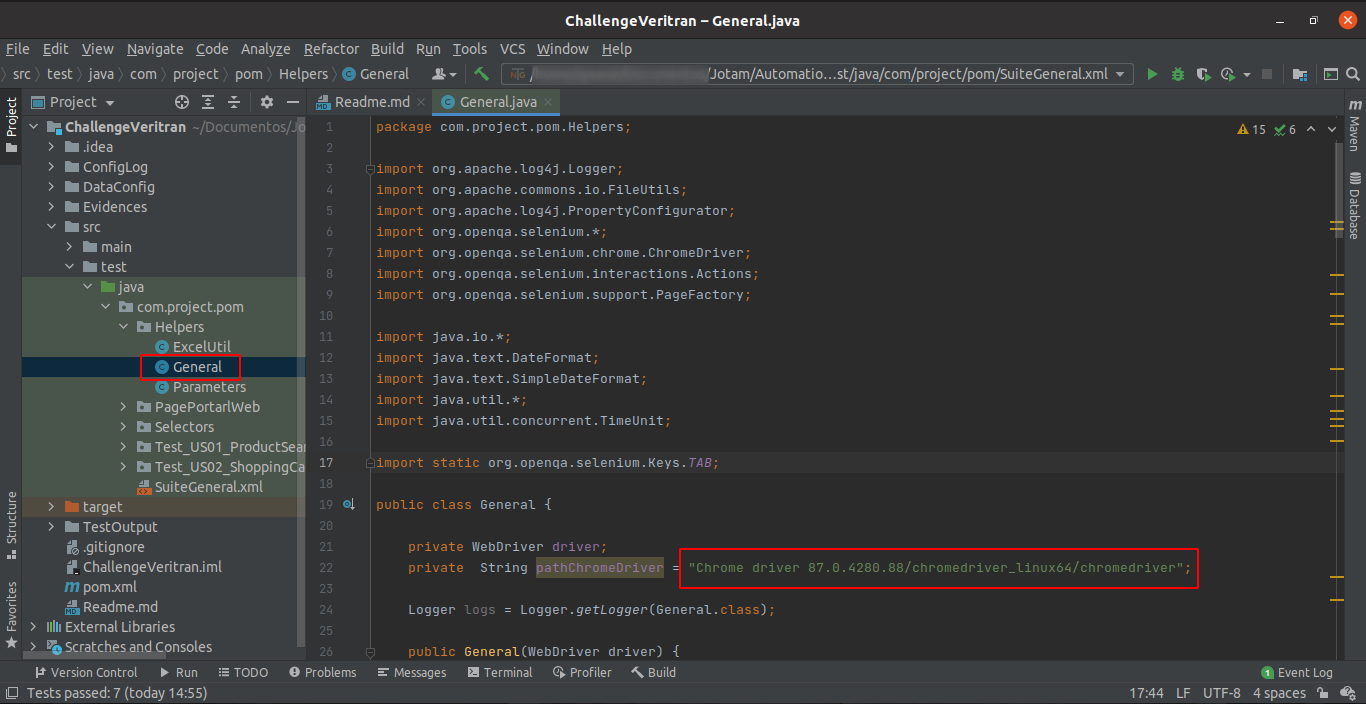 ChallengeVeritran – General.java
File Edit View Navigate Code Analyze Refactor Build Run Tools VCS Window Help
src test java com project pom Helpers General
/Jotam/Automatio...st/java/com/project/pom/SuiteGeneral.xml
Project
Readme.md General.java
Project
Structure
Favorites
Maven
Database
ChallengeVeritran ~/Documentos/Jo
.idea
ConfigLog
DataConfig
Evidences
src
main
test
java
com.project.pom
Helpers
ExcelUtil
General
Parameters
PagePortarlWeb
Selectors
Test_US01_ProductSear
Test_US02_ShoppingCa
SuiteGeneral.xml
target
TestOutput
.gitignore
ChallengeVeritran.iml
pom.xml
Readme.md
External Libraries
Scratches and Consoles
15 6
1 package com.project.pom.Helpers;
2
3 import org.apache.log4j.Logger;
4 import org.apache.commons.io.FileUtils;
5 import org.apache.log4j.PropertyConfigurator;
6 import org.openqa.selenium.*;
7 import org.openqa.selenium.chrome.ChromeDriver;
8 import org.openqa.selenium.interactions.Actions;
9 import org.openqa.selenium.support.PageFactory;
10
11 import java.io.*;
12 import java.text.DateFormat;
13 import java.text.SimpleDateFormat;
14 import java.util.*;
15 import java.util.concurrent.TimeUnit;
16
17 import static org.openqa.selenium.Keys.TAB;
18
19 public class General {
20
21 private WebDriver driver;
22 private String pathChromeDriver = "Chrome driver 87.0.4280.88/chromedriver_linux64/chromedriver";
23
24 Logger logs = Logger.getLogger(General.class);
25
26 public General(WebDriver driver) {
Version Control Run TODO Problems Messages Terminal Profiler Build 1 Event Log
Tests passed: 7 (today 14:55) 17:44 LF UTF-8 4 spaces